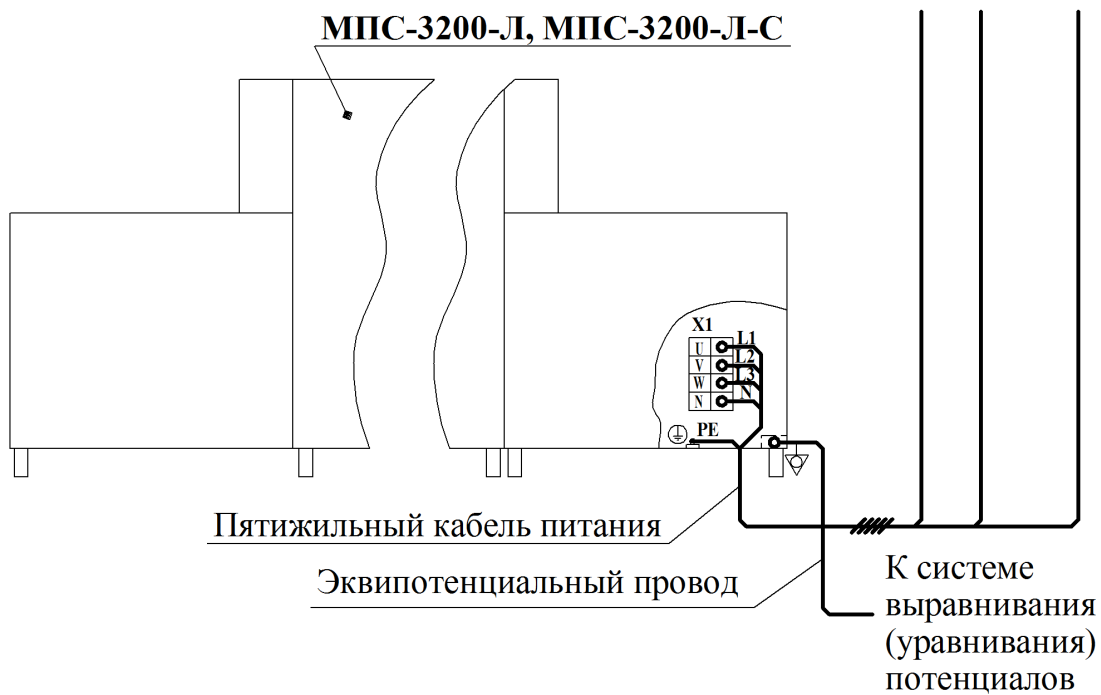 МПС-3200-Л, МПС-3200-Л-С
X1
U L1
V L2
W L3
N N
PE
Пятижильный кабель питания
Эквипотенциальный провод
К системе
выравнивания
(уравнивания)
потенциалов